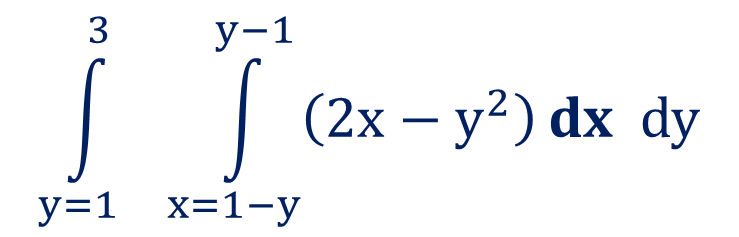 3 y−1
∫ ∫ (2x − y²) dx dy
y=1 x=1−y